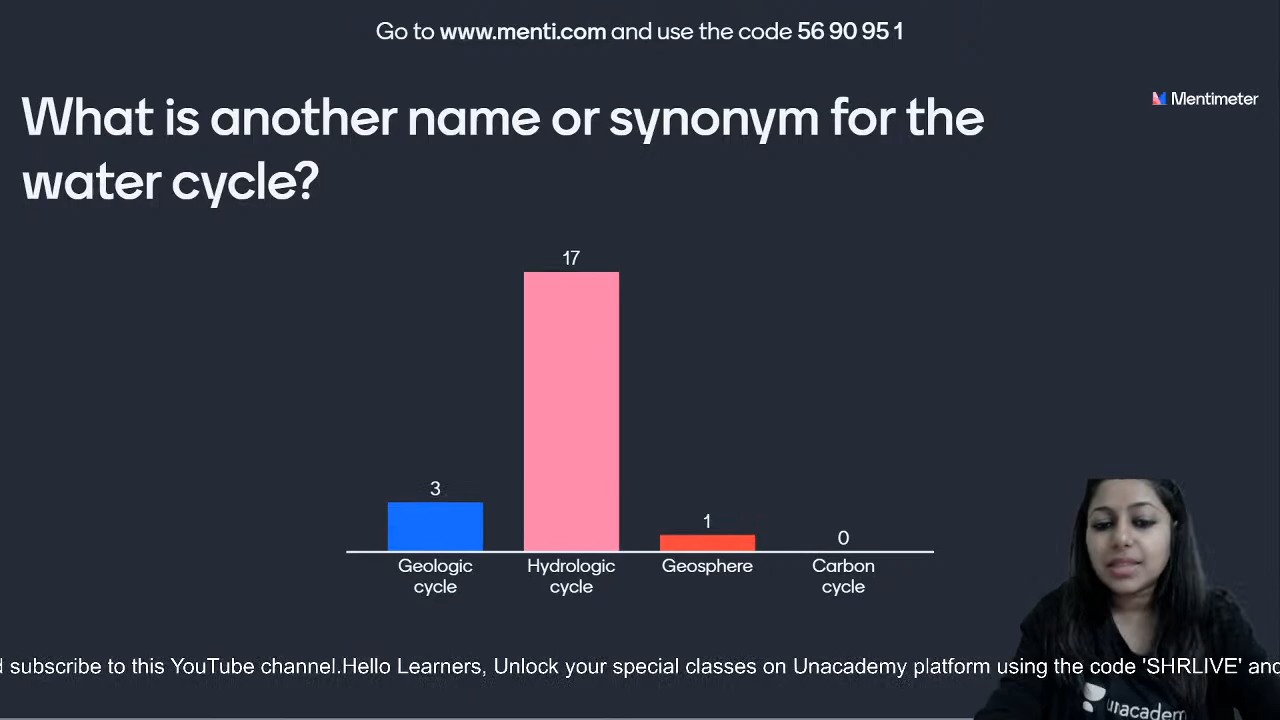 Go to www.menti.com and use the code 56 90 95 1
Mentimeter
What is another name or synonym for the
water cycle?
17
3
1
0
Geologic
cycle
Hydrologic
cycle
Geosphere
Carbon
cycle
subscribe to this YouTube channel.Hello Learners, Unlock your special classes on Unacademy platform using the code 'SHRLIVE' and